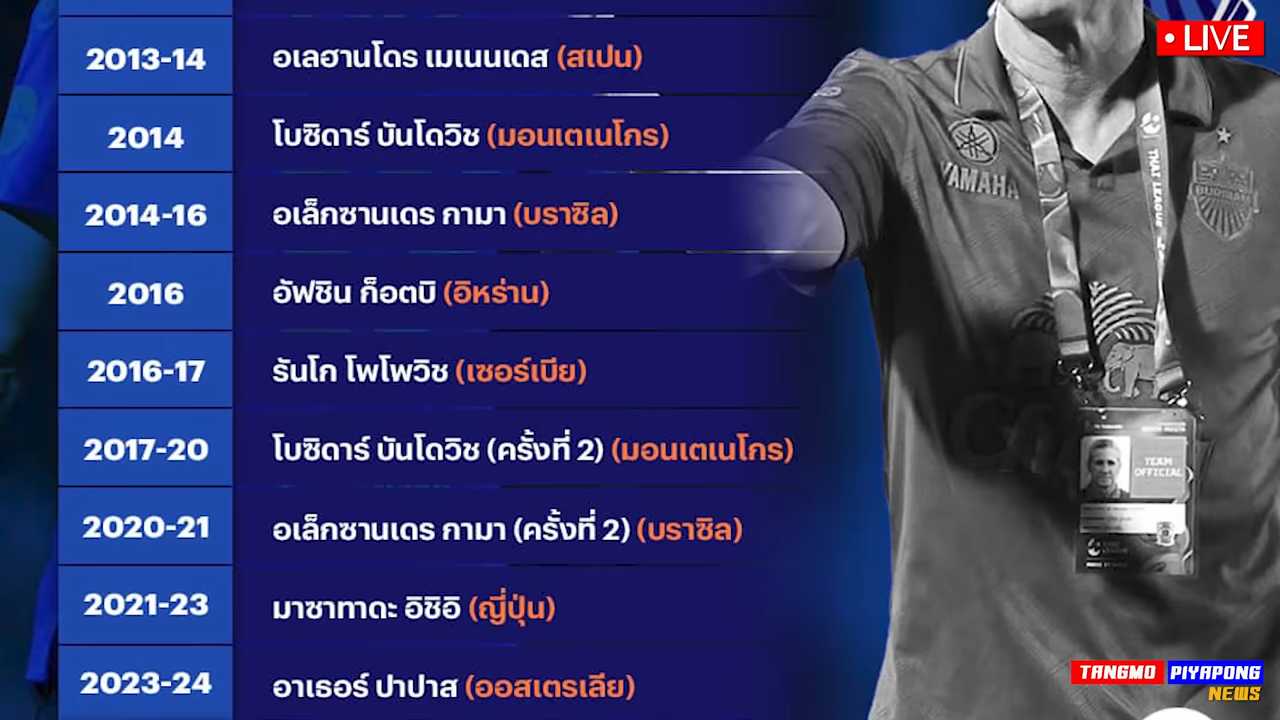 2013-14 อเลฮานโดร เมเนนเดส (สเปน)
2014 โบซิดาร์ บันโดวิช (มอนเตเนโกร)
2014-16 อเล็กซานเดร กามา (บราซิล)
2016 อัฟชิน ก็อตบิ (อิหร่าน)
2016-17 รันโก โพโพวิช (เซอร์เบีย)
2017-20 โบซิดาร์ บันโดวิช (ครั้งที่ 2) (มอนเตเนโกร)
2020-21 อเล็กซานเดร กามา (ครั้งที่ 2) (บราซิล)
2021-23 มาซาทาดะ อิชิอิ (ญี่ปุ่น)
2023-24 อาเธอร์ ปาปาส (ออสเตรเลีย)
• LIVE
YAMAHA
THAI LEAGUE
BURIRAM
TEAM
OFFICIAL
TANGMO PIYAPONG
NEWS